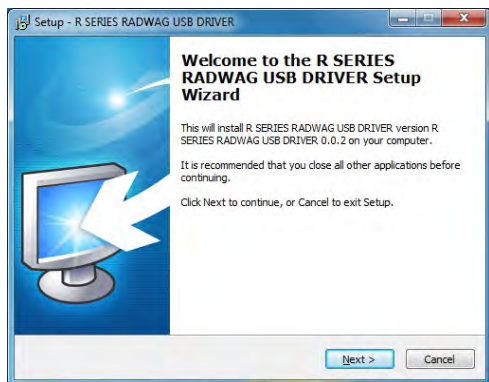 Setup - R SERIES RADWAG USB DRIVER
Welcome to the R SERIES
RADWAG USB DRIVER Setup
Wizard
This will install R SERIES RADWAG USB DRIVER version R
SERIES RADWAG USB DRIVER 0.0.2 on your computer.
It is recommended that you close all other applications before
continuing.
Click Next to continue, or Cancel to exit Setup.
Next >
Cancel